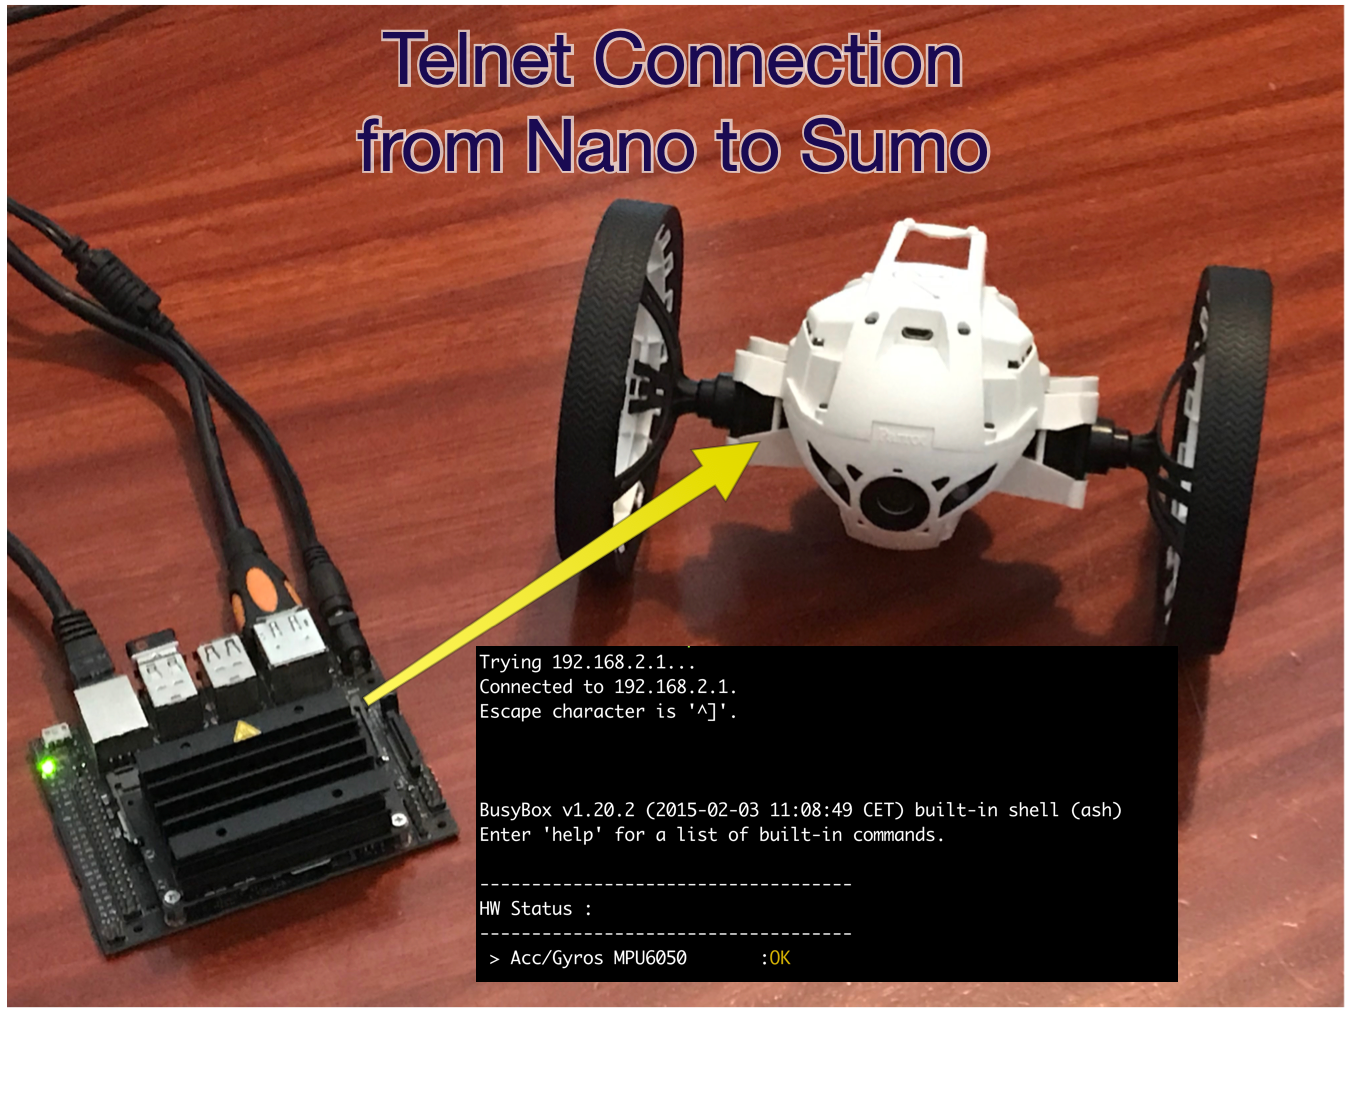 Telnet Connection
from Nano to Sumo
Parrot
Trying 192.168.2.1...
Connected to 192.168.2.1.
Escape character is '^]'.
BusyBox v1.20.2 (2015-02-03 11:08:49 CET) built-in shell (ash)
Enter 'help' for a list of built-in commands.
------------------------------------
HW Status :
------------------------------------
> Acc/Gyros MPU6050 :OK